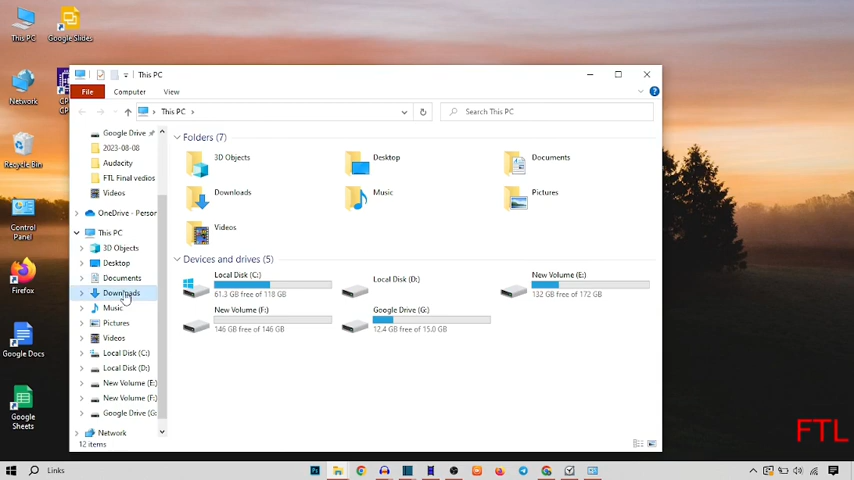 This PC
Google Slides
Network
CP
CP
Recycle Bin
Control
Panel
Firefox
Google Docs
Google
Sheets
This PC
File
Computer
View
This PC
Search This PC
Google Drive
2023-08-08
Audacity
FTL Final vedios
Videos
OneDrive - Person
This PC
3D Objects
Desktop
Documents
Downloads
Music
Pictures
Videos
Local Disk (C:)
Local Disk (D:)
New Volume (E:)
New Volume (F:)
Google Drive (G:
Network
12 items
Folders (7)
3D Objects
Desktop
Documents
Downloads
Music
Pictures
Videos
Devices and drives (5)
Local Disk (C:)
61.3 GB free of 118 GB
Local Disk (D:)
New Volume (E:)
132 GB free of 172 GB
New Volume (F:)
146 GB free of 146 GB
Google Drive (G:)
12.4 GB free of 15.0 GB
FTL
Links